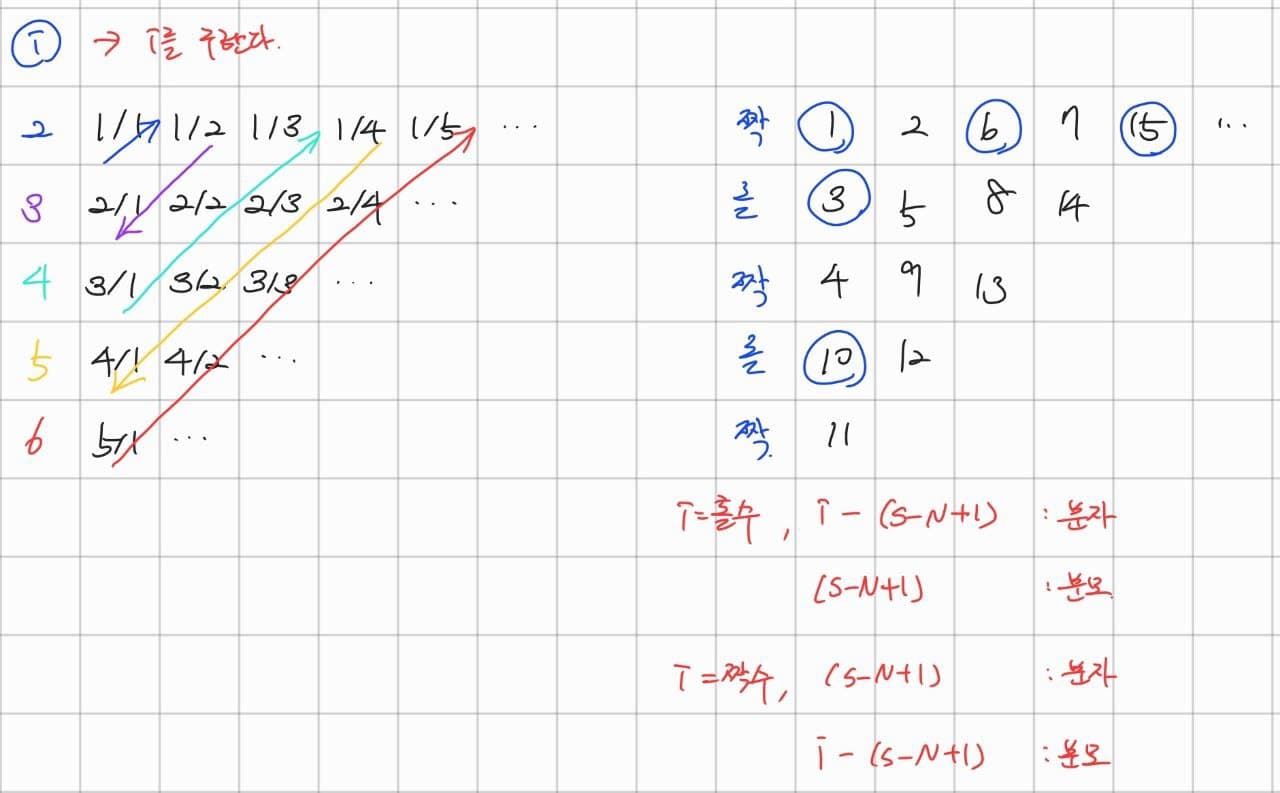 ⓘ → i를 구한다.
2 1/1 1/2 1/3 1/4 1/5 ... 짝 1 2 6 7 15 ...
3 2/1 2/2 2/3 2/4 ... 홀 3 5 8 14
4 3/1 3/2 3/3 ... 짝 4 9 13
5 4/1 4/2 ... 홀 10 12
6 5/1 ... 짝. 11
i=홀수, i-(S-N+1) : 분자
(S-N+1) : 분모
i=짝수, (S-N+1) : 분자
i-(S-N+1) : 분모